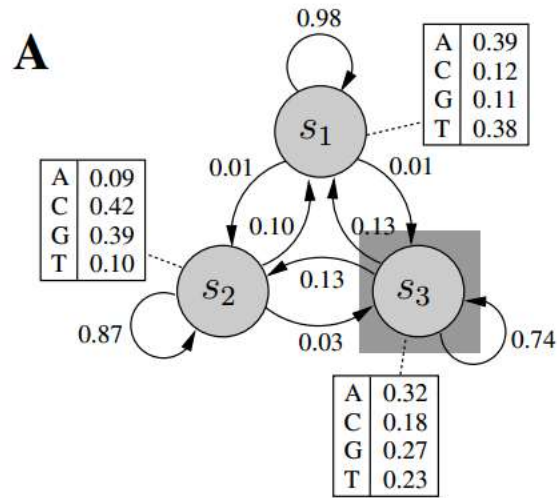 A
0.98
A 0.39
C 0.12
G 0.11
T 0.38
s1
0.01
0.01
A 0.09
C 0.42
G 0.39
T 0.10
0.10
0.13
0.13
s2
s3
0.87
0.03
0.74
A 0.32
C 0.18
G 0.27
T 0.23